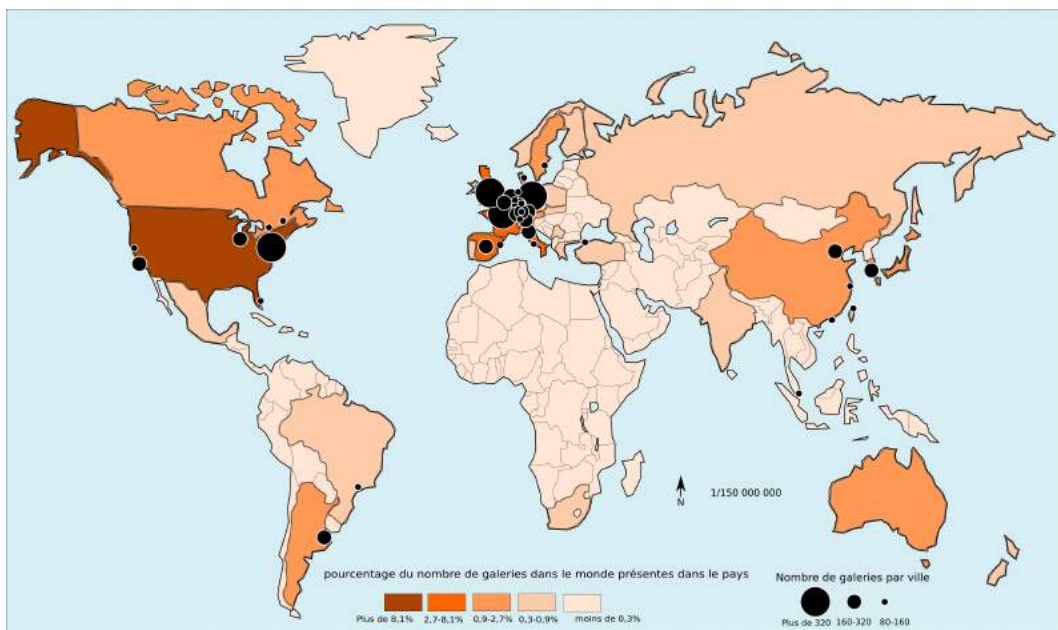 N
1/150 000 000
pourcentage du nombre de galeries dans le monde présentes dans le pays
Plus de 8,1% 2,7-8,1% 0,9-2,7% 0,3-0,9% moins de 0,3%
Nombre de galeries par ville
Plus de 320 160-320 80-160